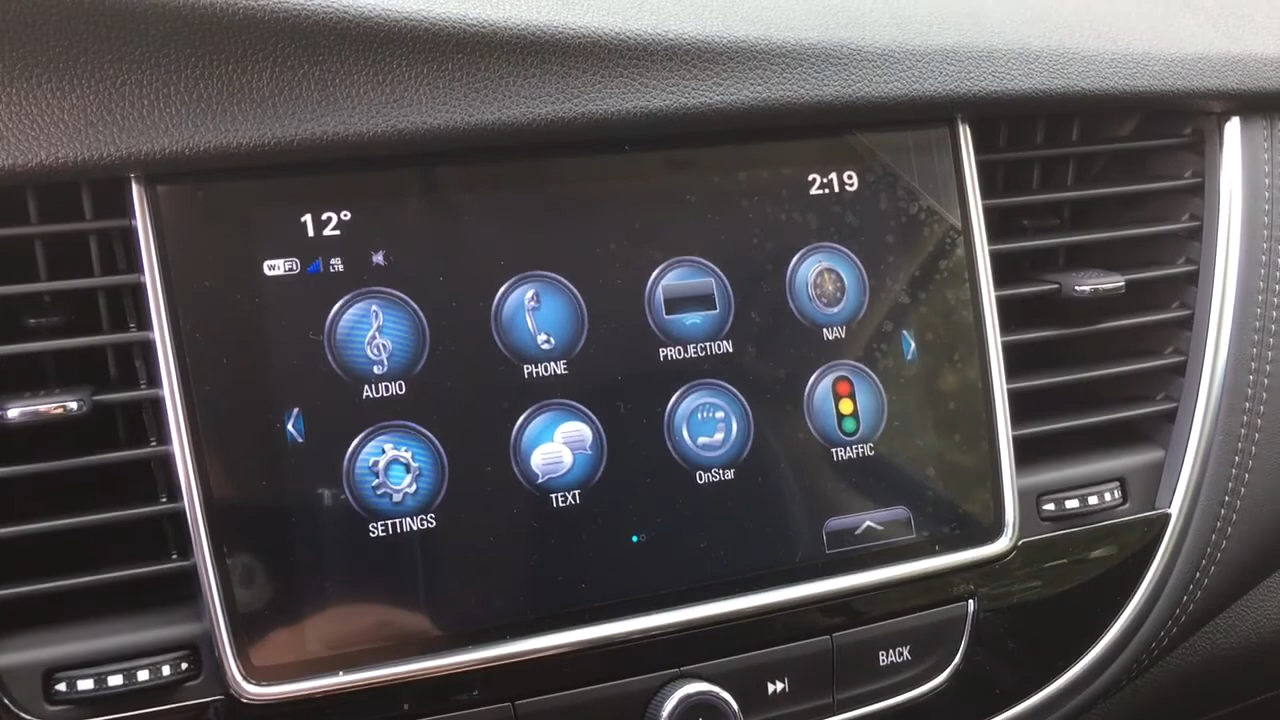 12°
2:19
WiFi 4G LTE
AUDIO
PHONE
PROJECTION
NAV
SETTINGS
TEXT
OnStar
TRAFFIC
BACK